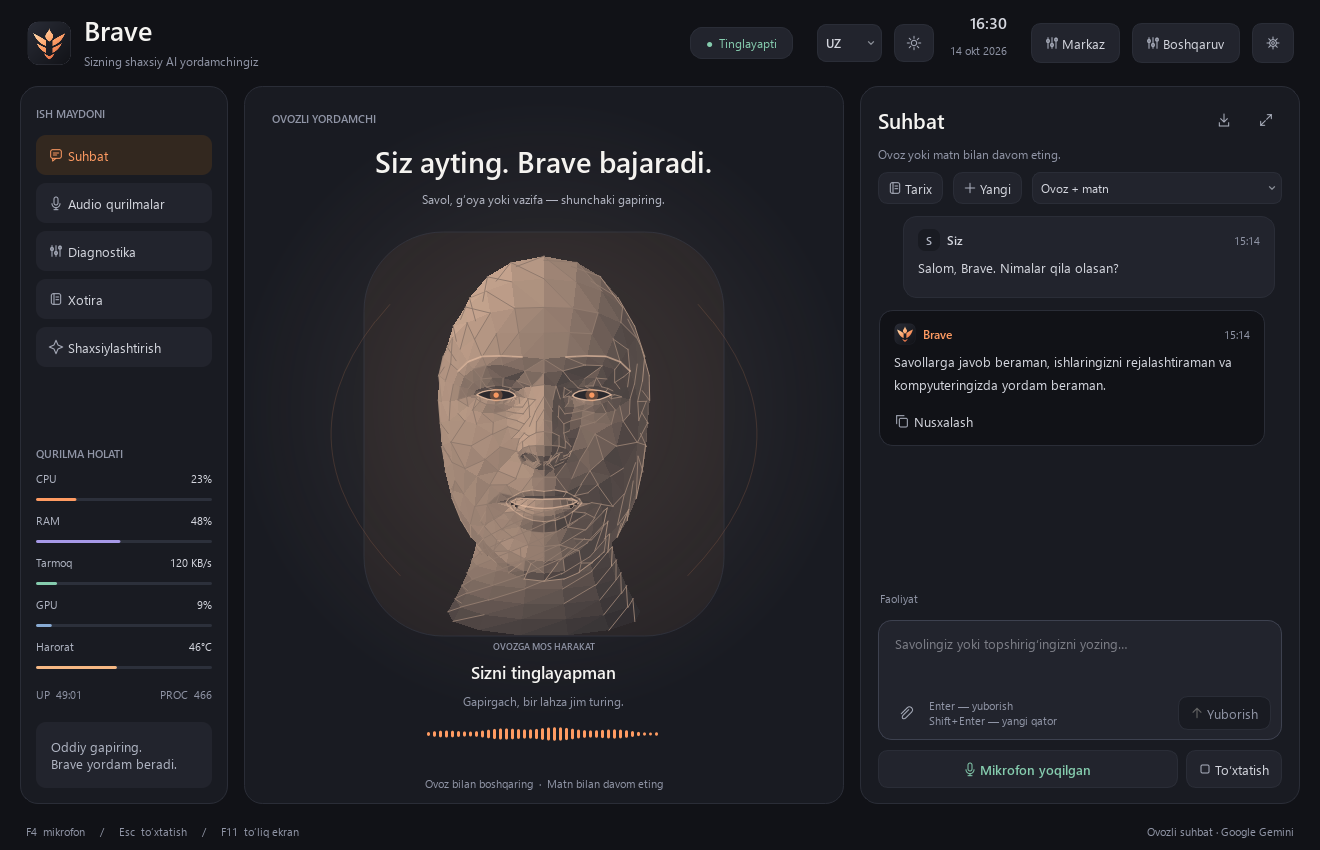 Brave
Sizning shaxsiy AI yordamchingiz
Tinglayapti
UZ
16:30
14 okt 2026
Markaz
Boshqaruv
ISH MAYDONI
Suhbat
Audio qurilmalar
Diagnostika
Xotira
Shaxsiylashtirish
QURILMA HOLATI
CPU 23%
RAM 48%
Tarmoq 120 KB/s
GPU 9%
Harorat 46°C
UP 49:01 PROC 466
Oddiy gapiring.
Brave yordam beradi.
OVOZLI YORDAMCHI
Siz ayting. Brave bajaradi.
Savol, g‘oya yoki vazifa — shunchaki gapiring.
OVOZGA MOS HARAKAT
Sizni tinglayapman
Gapirgach, bir lahza jim turing.
Ovoz bilan boshqaring · Matn bilan davom eting
Suhbat
Ovoz yoki matn bilan davom eting.
Tarix
Yangi
Ovoz + matn
S Siz 15:14
Salom, Brave. Nimalar qila olasan?
Brave 15:14
Savollarga javob beraman, ishlaringizni rejalashtiraman va
kompyuteringizda yordam beraman.
Nusxalash
Faoliyat
Savolingiz yoki topshirig‘ingizni yozing...
Enter — yuborish
Shift+Enter — yangi qator
Yuborish
Mikrofon yoqilgan
To‘xtatish
F4 mikrofon / Esc to‘xtatish / F11 to‘liq ekran
Ovozli suhbat · Google Gemini